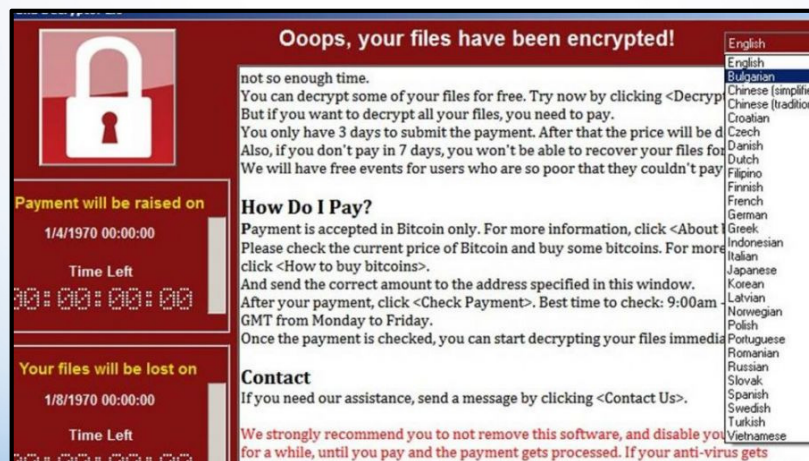 Ooops, your files have been encrypted!
English
not so enough time.
You can decrypt some of your files for free. Try now by clicking
But if you want to decrypt all your files, you need to pay.
You only have 3 days to submit the payment. After that the price will be
Also, if you don't pay in 7 days, you won't be able to recover your files
We will have free events for users who are so poor that they couldn't pay
How Do I Pay?
Payment is accepted in Bitcoin only. For more information, click <About
Please check the current price of Bitcoin and buy some bitcoins. For more
click <How to buy bitcoins>.
And send the correct amount to the address specified in this window.
After your payment, click <Check Payment>. Best time to check: 9:00am -
GMT from Monday to Friday.
Once the payment is checked, you can start decrypting your files
Contact
If you need our assistance, send a message by clicking <Contact Us>.
We strongly recommend you to not remove this software, and disable
for a while, until you pay and the payment gets processed. If your anti-virus gets
Payment will be raised on
1/4/1970 00:00:00
Time Left
00:00:00:00
Your files will be lost on
1/8/1970 00:00:00
Time Left
English
Bulgarian
Chinese
Chinese
Croatian
Czech
Danish
Dutch
Filipino
Finnish
French
German
Greek
Indonesian
Italian
Japanese
Korean
Latvian
Norwegian
Polish
Portuguese
Romanian
Russian
Slovak
Spanish
Swedish
Turkish
Vietnamese